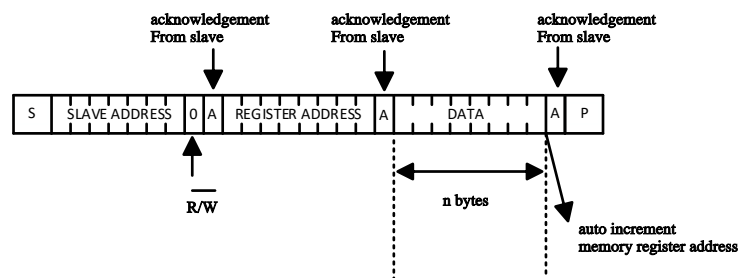 acknowledgement
From slave
acknowledgement
From slave
acknowledgement
From slave
S SLAVE ADDRESS 0 A REGISTER ADDRESS A DATA A P
R/W
n bytes
auto increment
memory register address